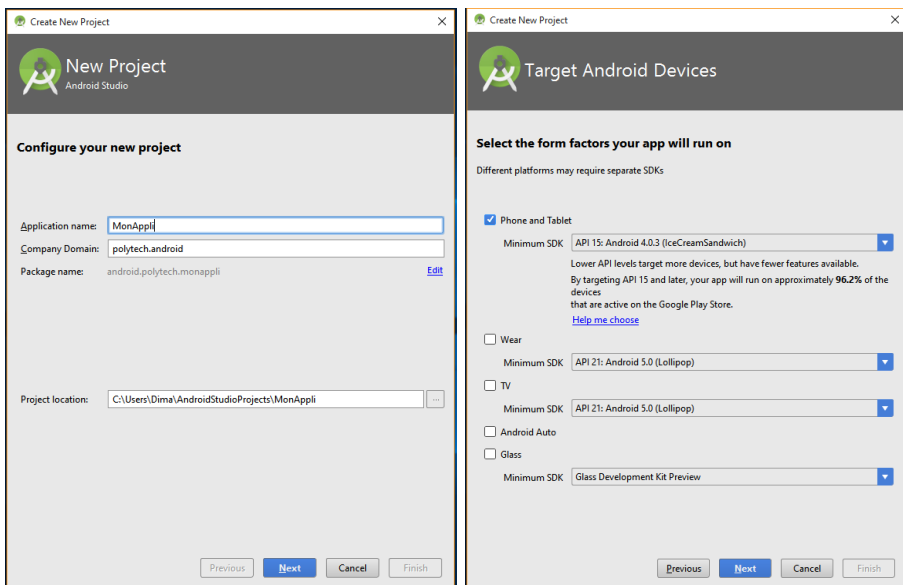 Create New Project
New Project
Android Studio
Configure your new project
Application name: MonAppli
Company Domain: polytech.android
Package name: android.polytech.monappli Edit
Project location: C:\Users\Dima\AndroidStudioProjects\MonAppli ...
Previous Next Cancel Finish
Create New Project
Target Android Devices
Select the form factors your app will run on
Different platforms may require separate SDKs
Phone and Tablet
Minimum SDK API 15: Android 4.0.3 (IceCreamSandwich)
Lower API levels target more devices, but have fewer features available.
By targeting API 15 and later, your app will run on approximately 96.2% of the
devices
that are active on the Google Play Store.
Help me choose
Wear
Minimum SDK API 21: Android 5.0 (Lollipop)
TV
Minimum SDK API 21: Android 5.0 (Lollipop)
Android Auto
Glass
Minimum SDK Glass Development Kit Preview
Previous Next Cancel Finish